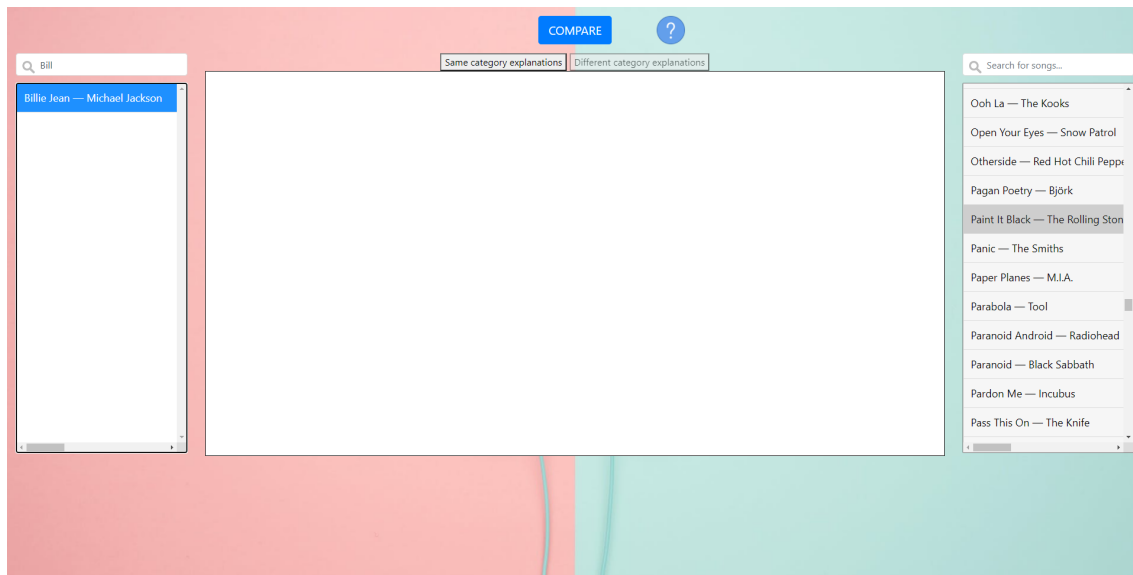 COMPARE
?
Bill
Same category explanations
Different category explanations
Search for songs...
Billie Jean — Michael Jackson
Ooh La — The Kooks
Open Your Eyes — Snow Patrol
Otherside — Red Hot Chili Peppe
Pagan Poetry — Björk
Paint It Black — The Rolling Ston
Panic — The Smiths
Paper Planes — M.I.A.
Parabola — Tool
Paranoid Android — Radiohead
Paranoid — Black Sabbath
Pardon Me — Incubus
Pass This On — The Knife